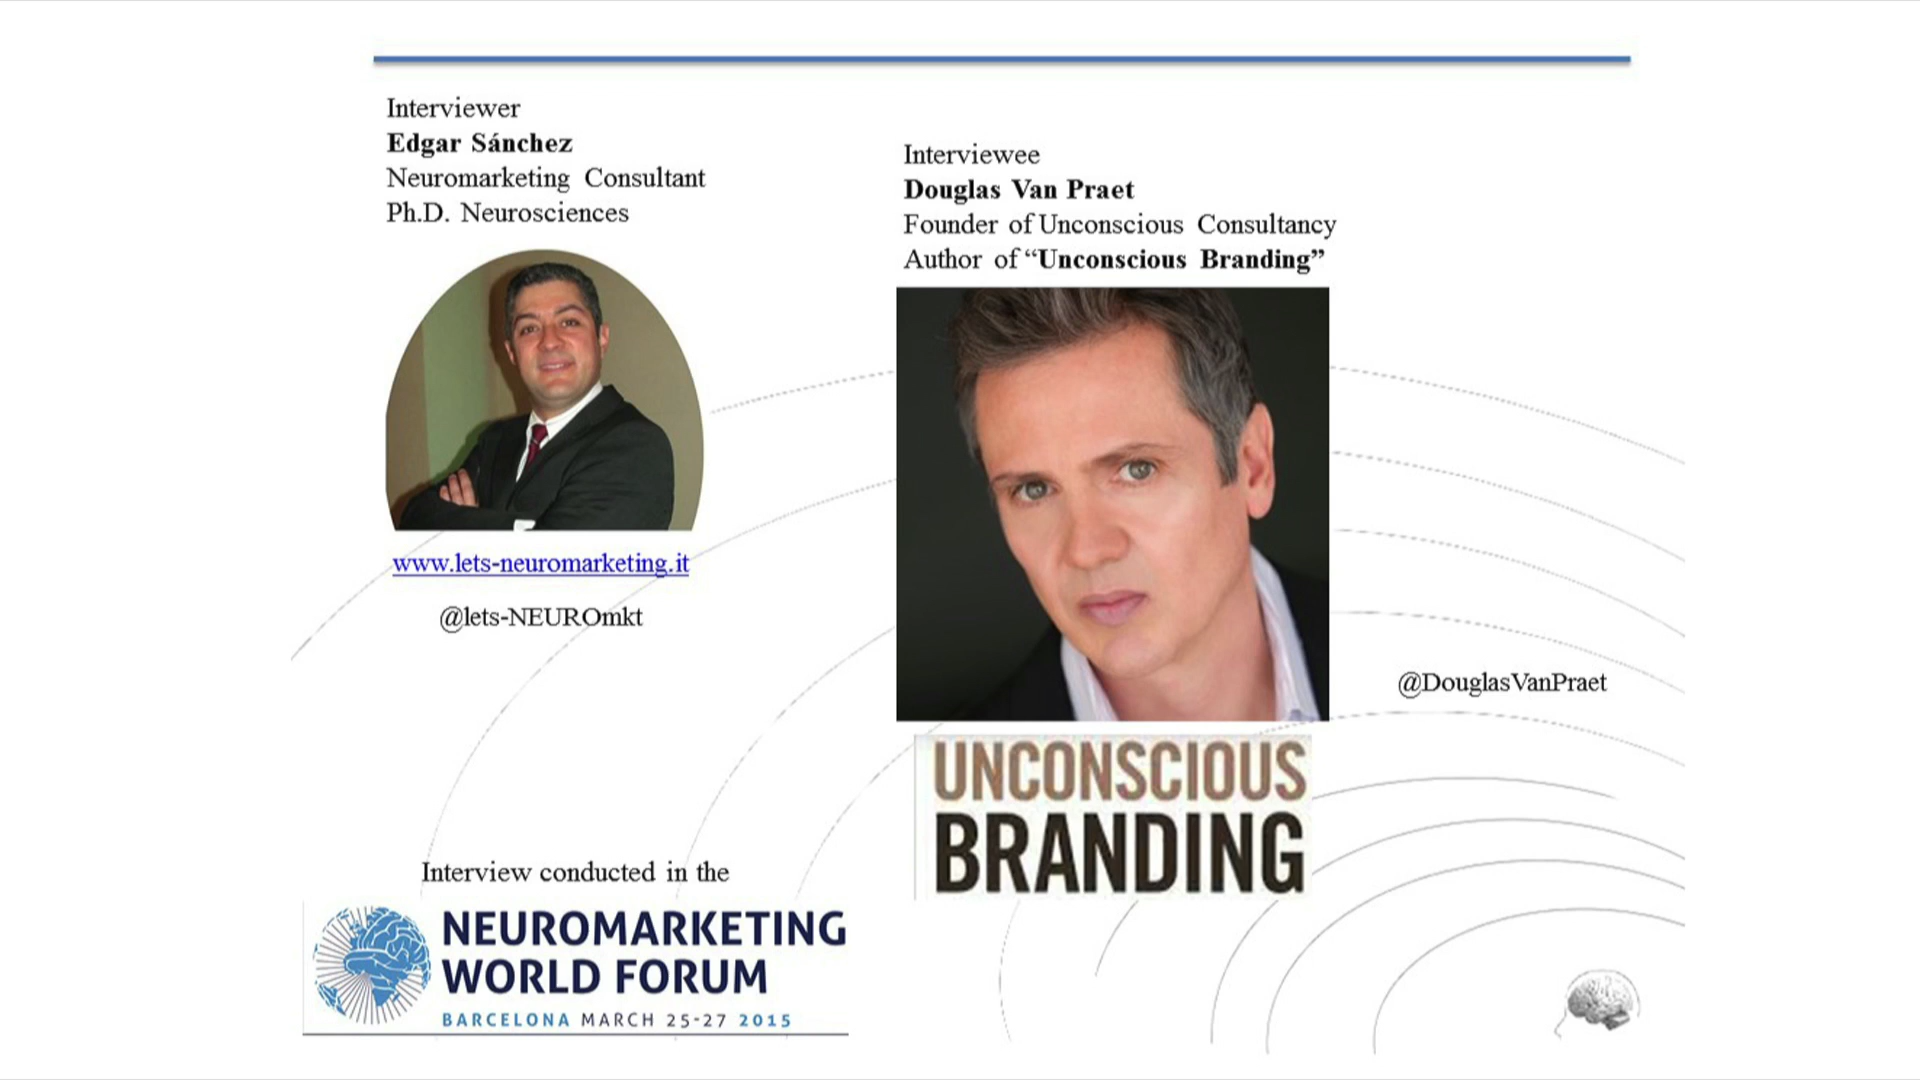 Interviewer
Edgar Sánchez
Neuromarketing Consultant
Ph.D. Neurosciences
www.lets-neuromarketing.it
@lets-NEUROmkt
Interviewee
Douglas Van Praet
Founder of Unconscious Consultancy
Author of “Unconscious Branding”
@DouglasVanPraet
UNCONSCIOUS
BRANDING
Interview conducted in the
NEUROMARKETING
WORLD FORUM
BARCELONA MARCH 25-27 2015